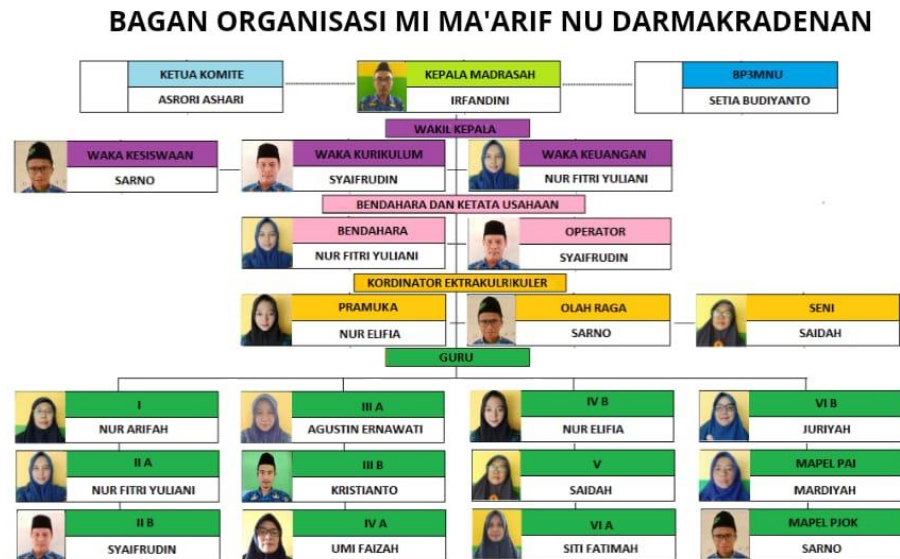 BAGAN ORGANISASI MI MA'ARIF NU DARMAKRADENAN
KETUA KOMITE
ASRORI ASHARI
KEPALA MADRASAH
IRFANDINI
BP3MNU
SETIA BUDIYANTO
WAKIL KEPALA
WAKA KESISWAAN
SARNO
WAKA KURIKULUM
SYAIFRUDIN
WAKA KEUANGAN
NUR FITRI YULIANI
BENDAHARA DAN KETATA USAHAAN
BENDAHARA
NUR FITRI YULIANI
OPERATOR
SYAIFRUDIN
KORDINATOR EKTRAKULRIKULER
PRAMUKA
NUR ELIFIA
OLAH RAGA
SARNO
SENI
SAIDAH
GURU
I
NUR ARIFAH
III A
AGUSTIN ERNAWATI
IV B
NUR ELIFIA
VI B
JURIYAH
II A
NUR FITRI YULIANI
III B
KRISTIANTO
V
SAIDAH
MAPEL PAI
MARDIYAH
II B
SYAIFRUDIN
IV A
UMI FAIZAH
VI A
SITI FATIMAH
MAPEL PJOK
SARNO